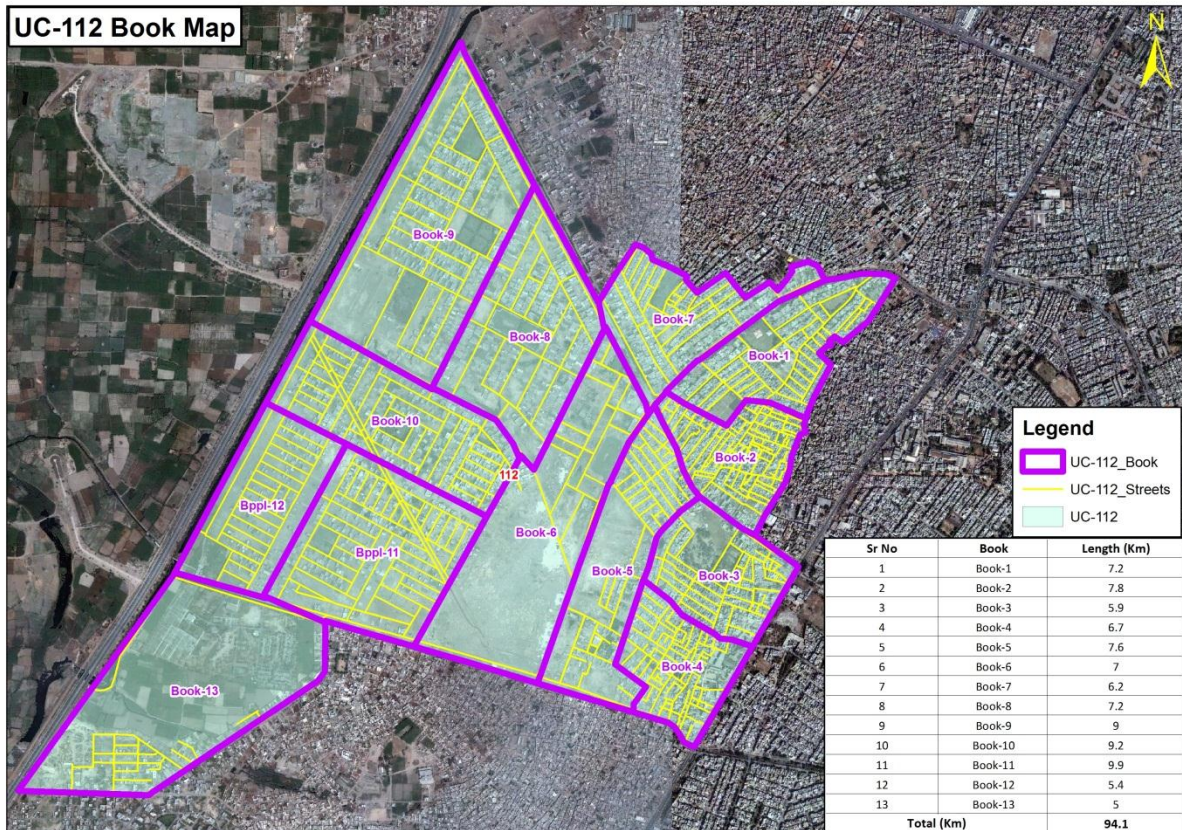 UC-112 Book Map
N
Book-9
Book-7
Book-8
Book-1
Book-10
Book-2
112
Bppl-12
Book-6
Bppl-11
Book-5
Book-3
Book-4
Book-13
Legend
UC-112_Book
UC-112_Streets
UC-112
Sr No Book Length (Km)
1 Book-1 7.2
2 Book-2 7.8
3 Book-3 5.9
4 Book-4 6.7
5 Book-5 7.6
6 Book-6 7
7 Book-7 6.2
8 Book-8 7.2
9 Book-9 9
10 Book-10 9.2
11 Book-11 9.9
12 Book-12 5.4
13 Book-13 5
Total (Km) 94.1